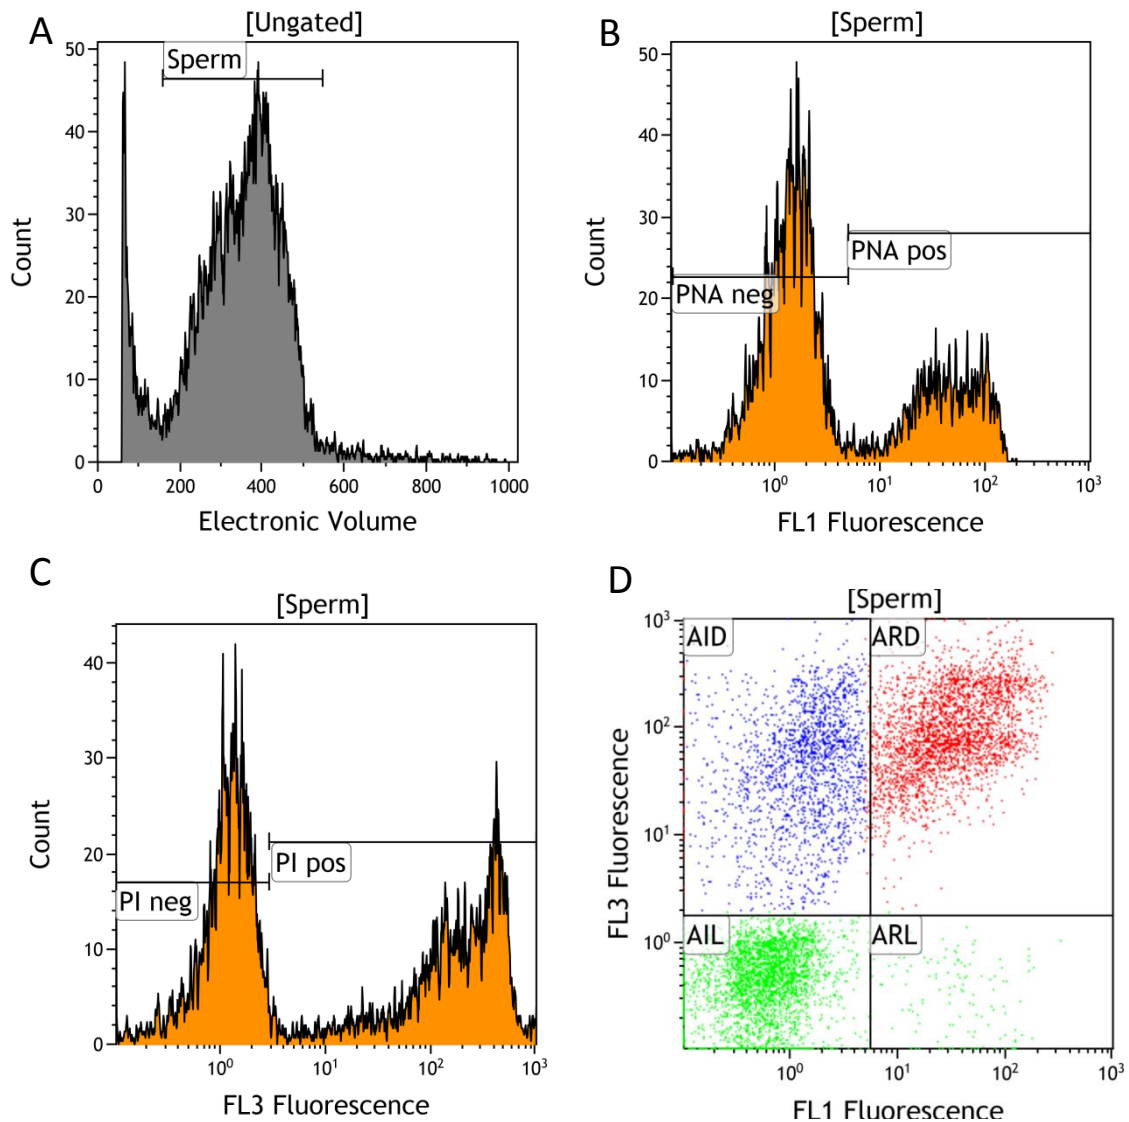 A
[Ungated]
50
40
30
20
10
0
Count
Sperm
0 200 400 600 800 1000
Electronic Volume
B
[Sperm]
50
40
30
20
10
0
Count
PNA pos
PNA neg
10⁰ 10¹ 10² 10³
FL1 Fluorescence
C
[Sperm]
40
30
20
10
0
Count
PI pos
PI neg
10⁰ 10¹ 10² 10³
FL3 Fluorescence
D
[Sperm]
10³
10²
10¹
10⁰
FL3 Fluorescence
AID ARD
AIL ARL
10⁰ 10¹ 10² 10³
FL1 Fluorescence